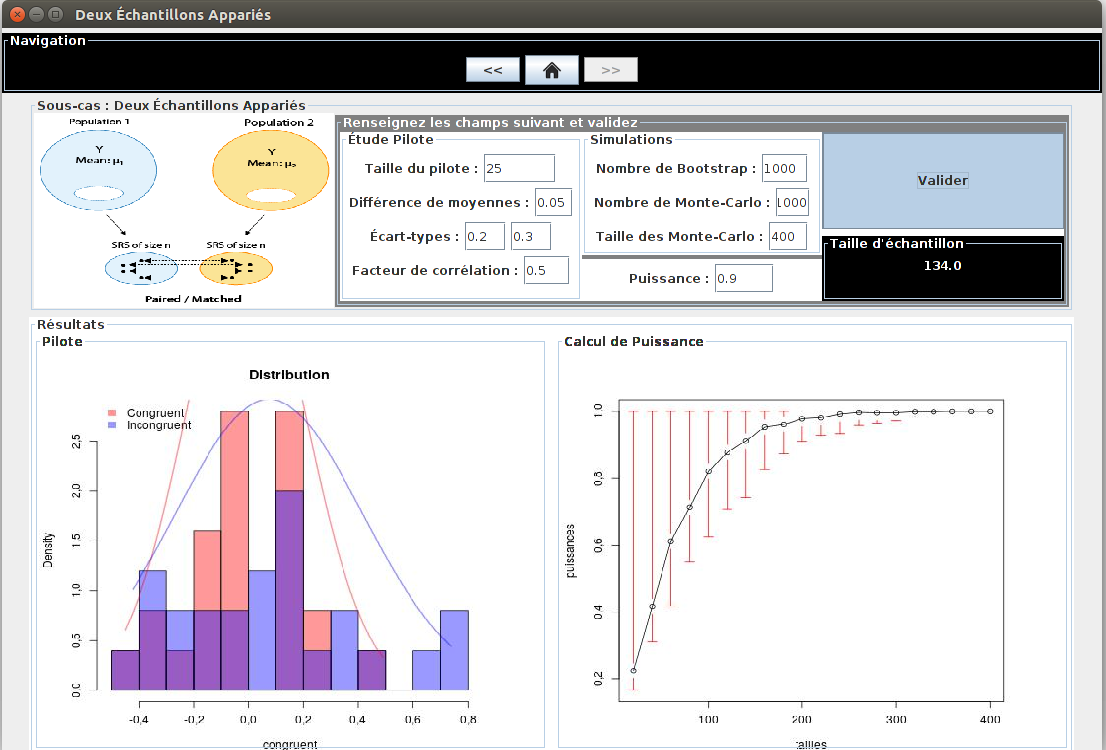 Deux Échantillons Appariés
Navigation
<< >>
Sous-cas : Deux Échantillons Appariés
Population 1 Population 2
Y Y
Mean: μ₁ Mean: μ₂
SRS of size n SRS of size n
Paired / Matched
Renseignez les champs suivant et validez
Étude Pilote
Taille du pilote : 25
Différence de moyennes : 0.05
Écart-types : 0.2 0.3
Facteur de corrélation : 0.5
Simulations
Nombre de Bootstrap : 1000
Nombre de Monte-Carlo : 1000
Taille des Monte-Carlo : 400
Puissance : 0.9
Valider
Taille d'échantillon
134.0
Résultats
Pilote
Distribution
Congruent
Incongruent
Density
2,5
2,0
1,5
1,0
0,5
0,0
-0,4 -0,2 0,0 0,2 0,4 0,6 0,8
congruent
Calcul de Puissance
puissances
1,0
0,8
0,6
0,4
0,2
100 200 300 400
tailles